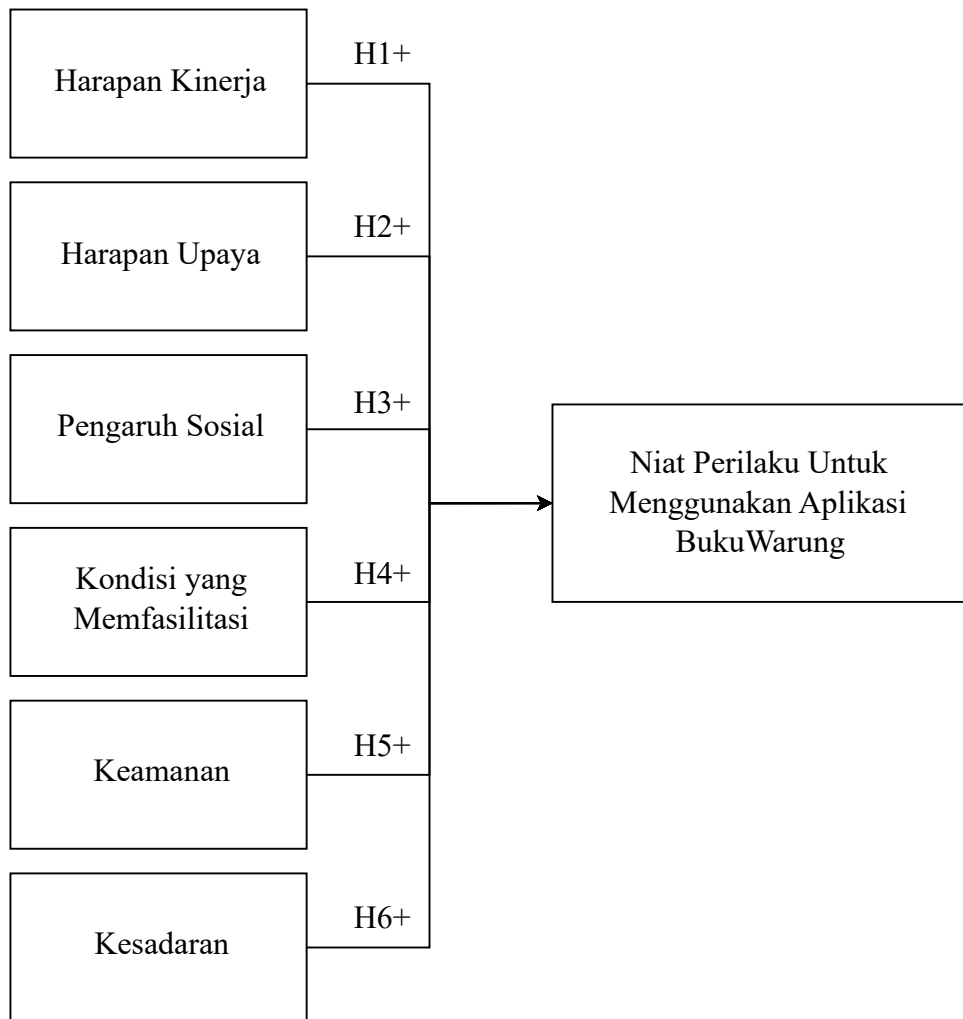 H1+
Harapan Kinerja
H2+
Harapan Upaya
H3+
Pengaruh Sosial
H4+
Kondisi yang
Memfasilitasi
H5+
Keamanan
H6+
Kesadaran
Niat Perilaku Untuk
Menggunakan Aplikasi
BukuWarung